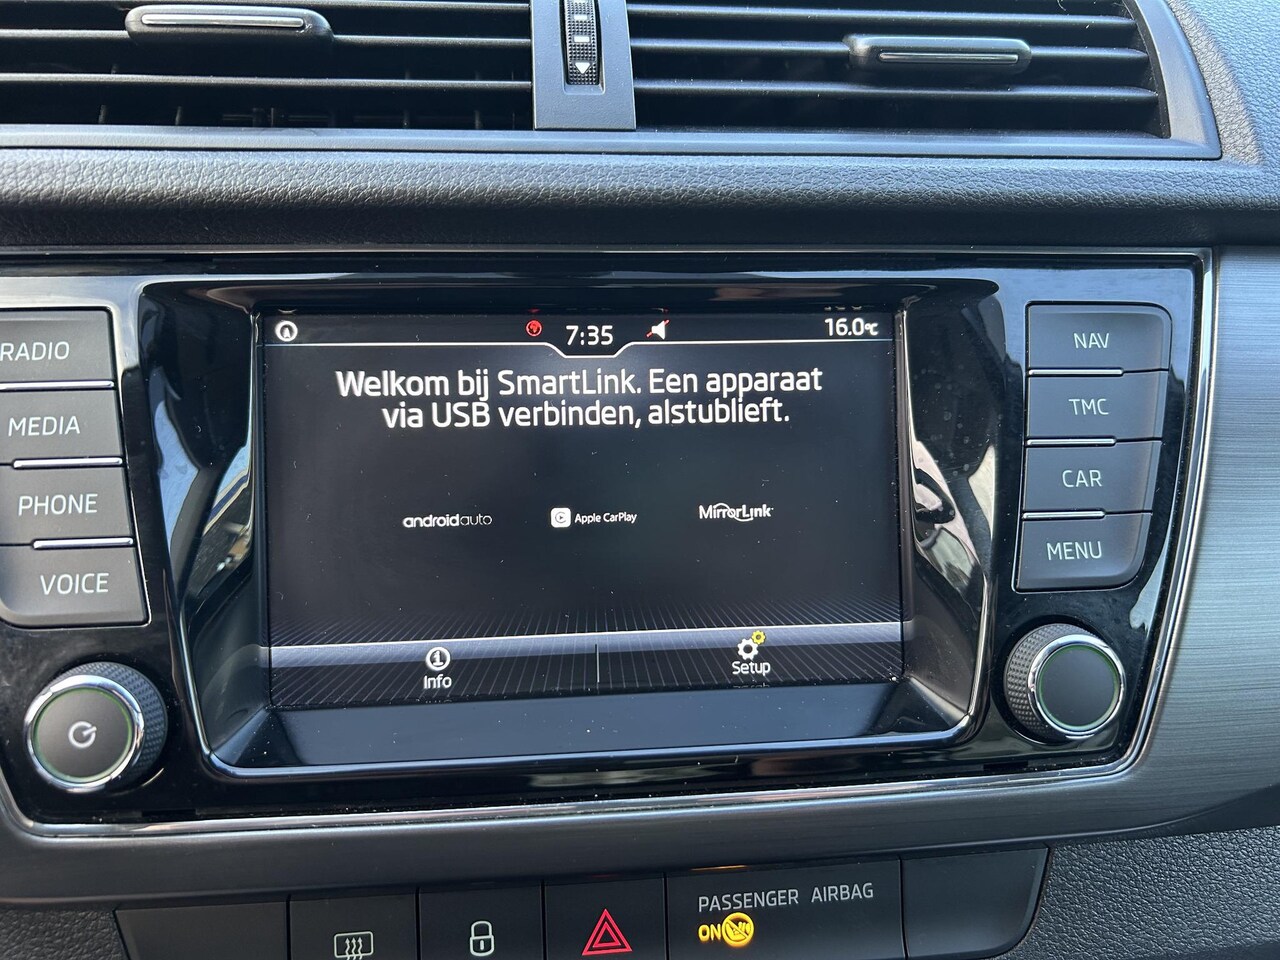 7:35
16.0°C
RADIO
MEDIA
PHONE
VOICE
Welkom bij SmartLink. Een apparaat
via USB verbinden, alstublieft.
androidauto
Apple CarPlay
MirrorLink
Info
Setup
NAV
TMC
CAR
MENU
PASSENGER AIRBAG
ON